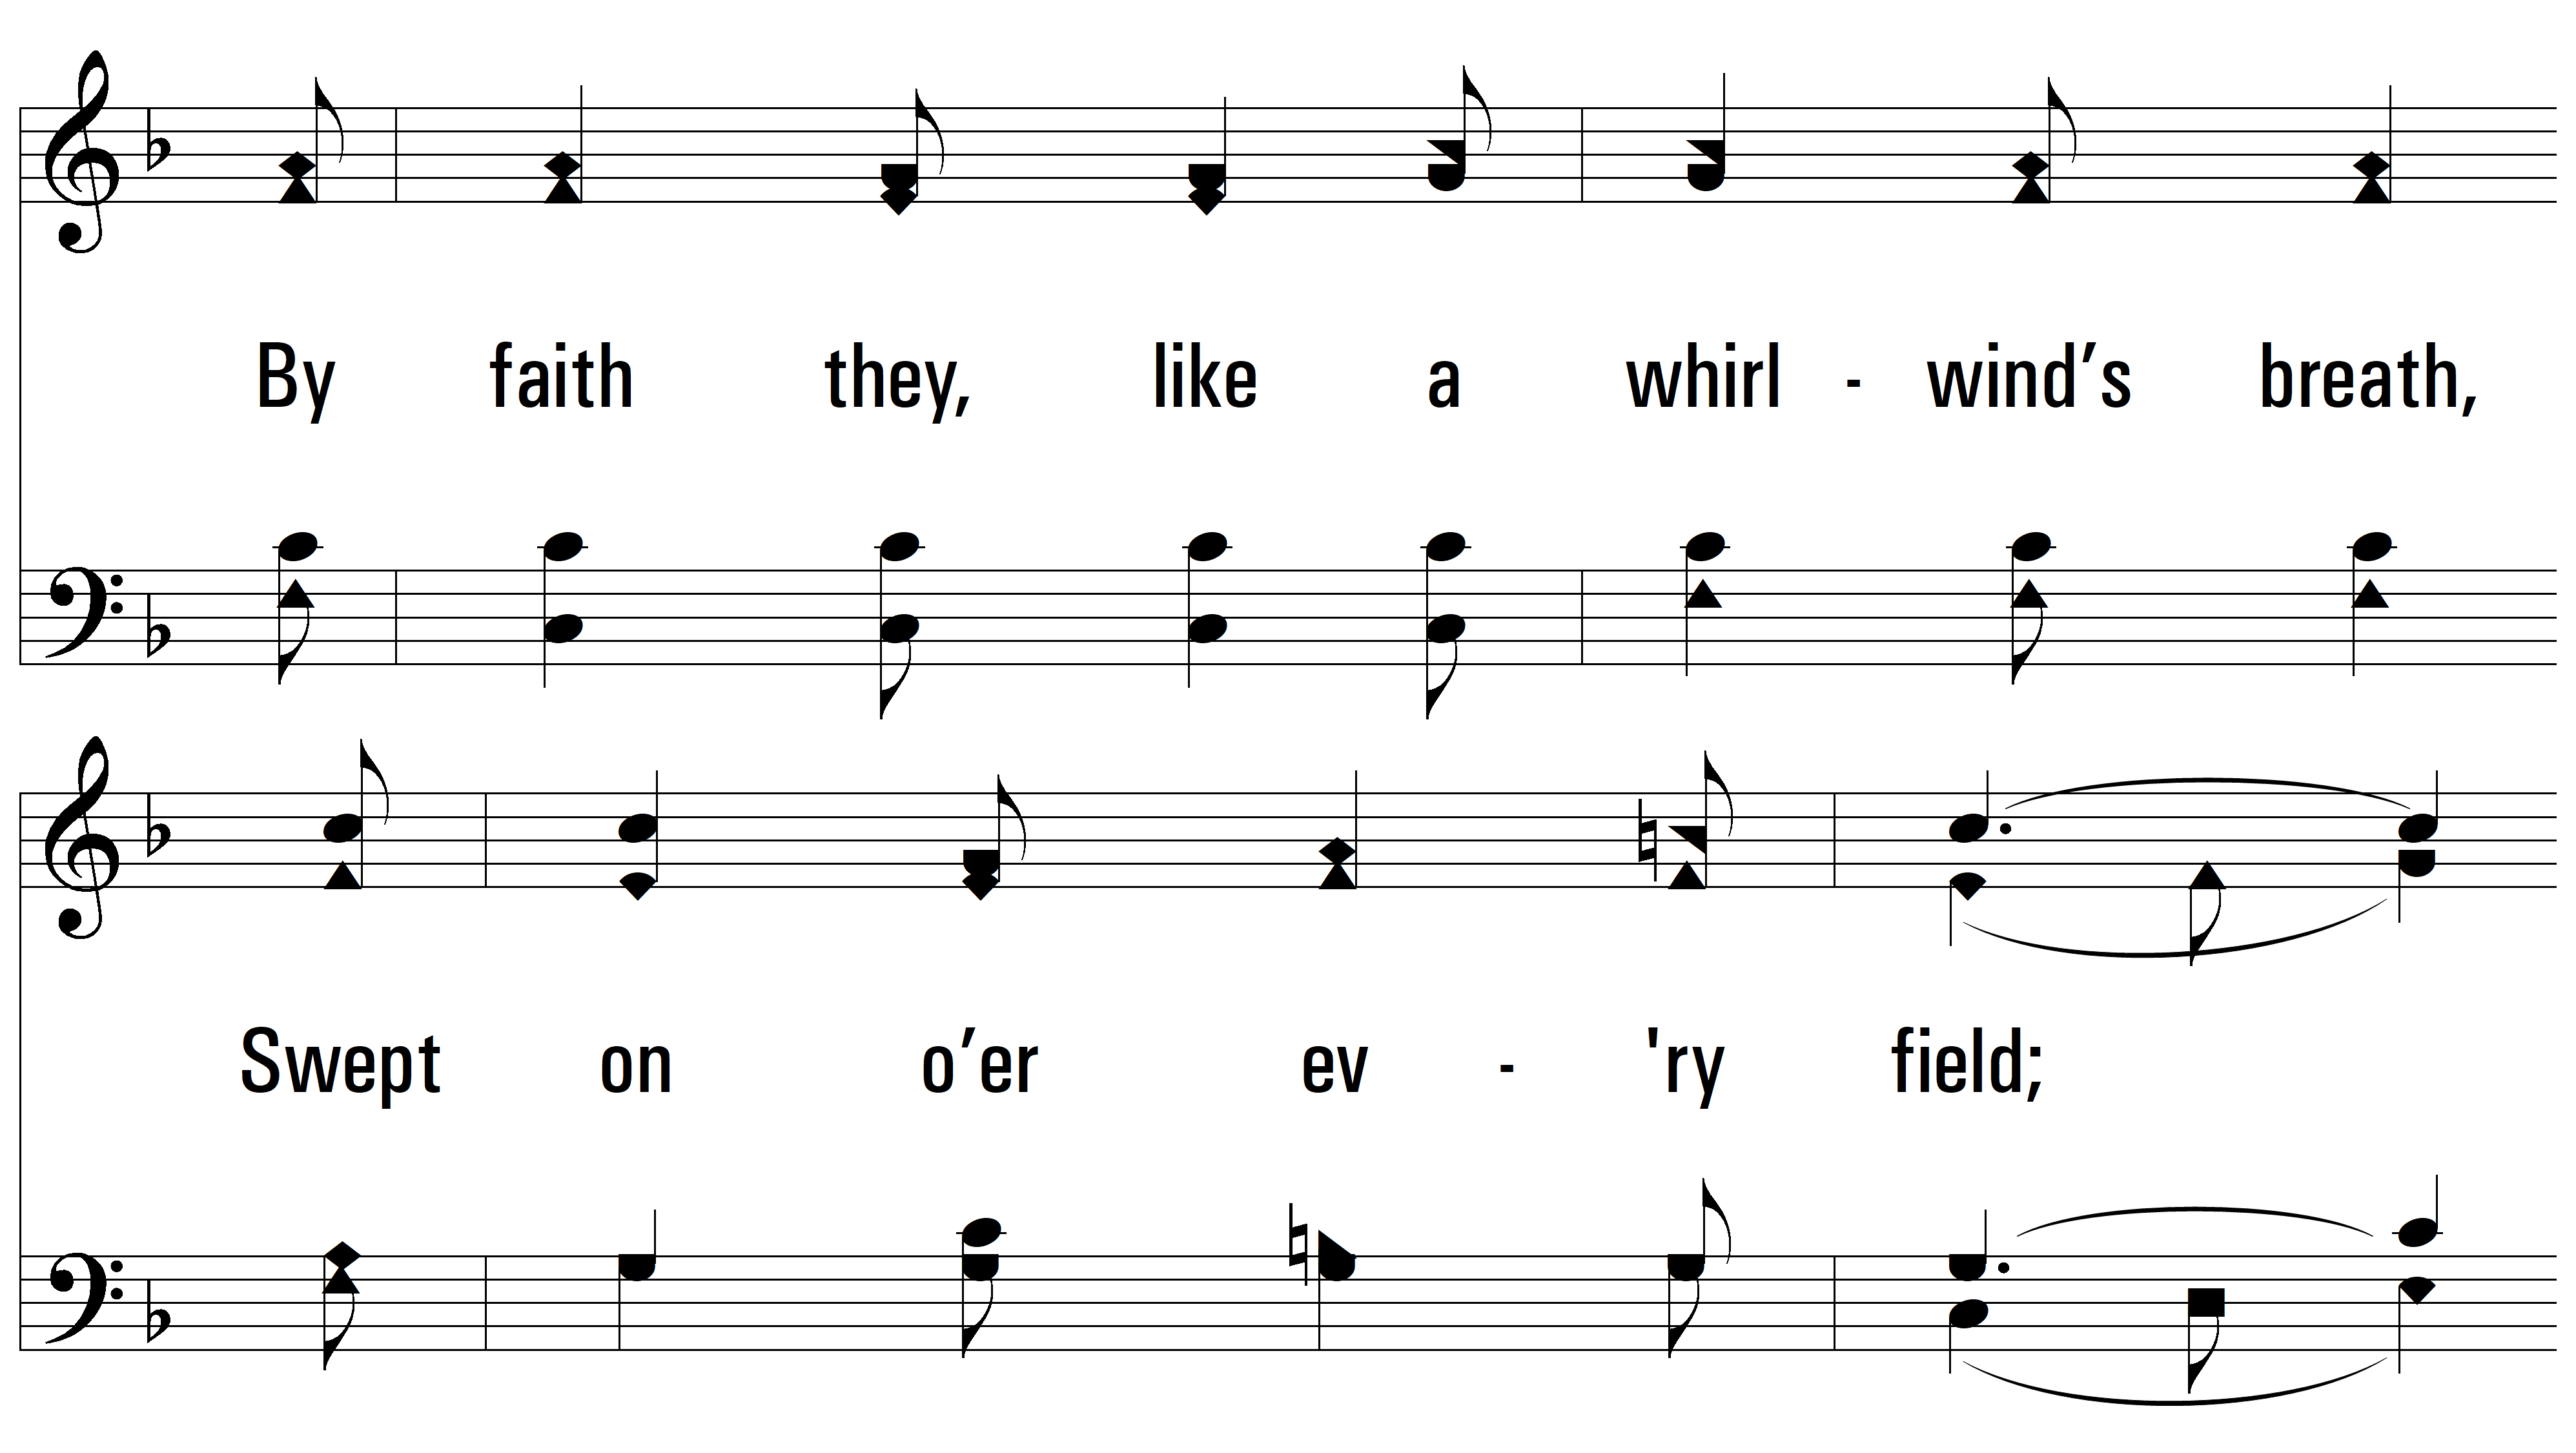 By faith they, like a whirl - wind’s breath,
Swept on o’er ev - 'ry field;